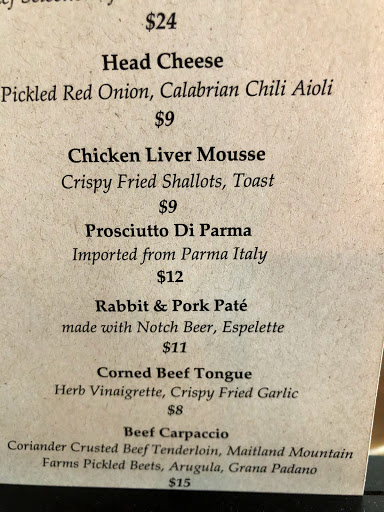 $24
Head Cheese
Pickled Red Onion, Calabrian Chili Aioli
$9
Chicken Liver Mousse
Crispy Fried Shallots, Toast
$9
Prosciutto Di Parma
Imported from Parma Italy
$12
Rabbit & Pork Paté
made with Notch Beer, Espelette
$11
Corned Beef Tongue
Herb Vinaigrette, Crispy Fried Garlic
$8
Beef Carpaccio
Coriander Crusted Beef Tenderloin, Maitland Mountain
Farms Pickled Beets, Arugula, Grana Padano
$15